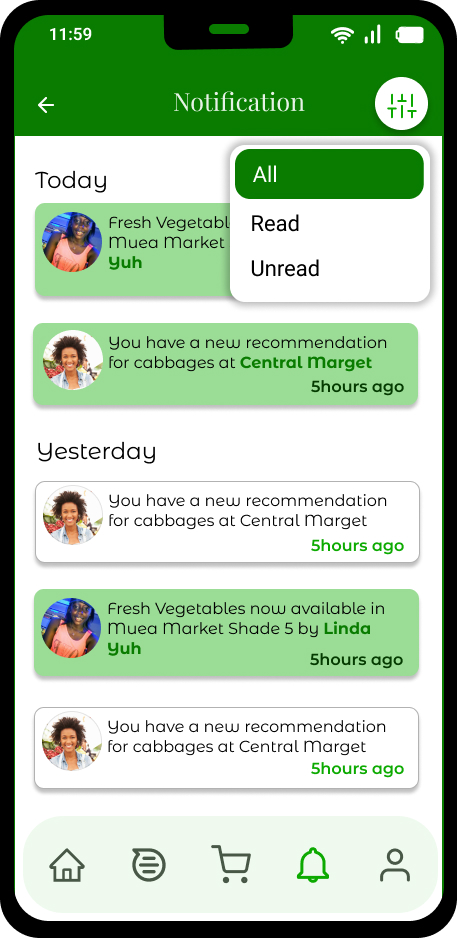 11:59
Notification
All
Read
Unread
Today
Fresh Vegetabl
Muea Market
Yuh
You have a new recommendation
for cabbages at Central Marget
5hours ago
Yesterday
You have a new recommendation
for cabbages at Central Marget
5hours ago
Fresh Vegetables now available in
Muea Market Shade 5 by Linda
Yuh
5hours ago
You have a new recommendation
for cabbages at Central Marget
5hours ago